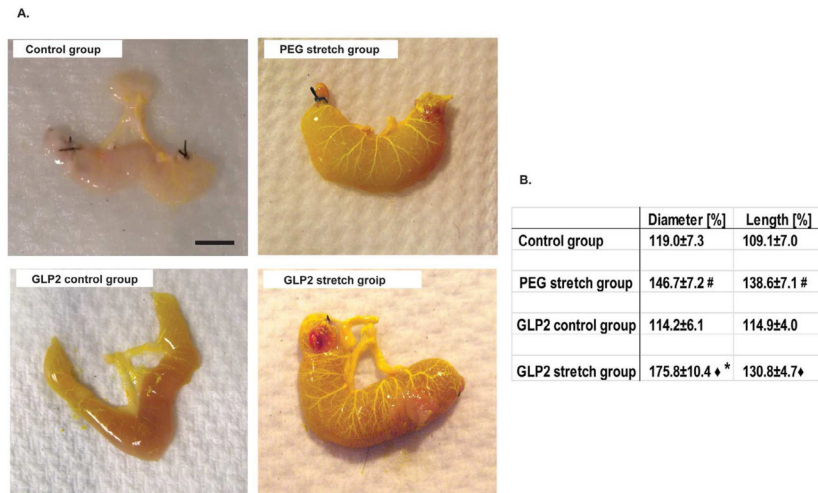 A.
Control group
PEG stretch group
GLP2 control group
GLP2 stretch groip
B.
Diameter [%] Length [%]
Control group 119.0±7.3 109.1±7.0
PEG stretch group 146.7±7.2 # 138.6±7.1 #
GLP2 control group 114.2±6.1 114.9±4.0
GLP2 stretch group 175.8±10.4 ♦ * 130.8±4.7♦